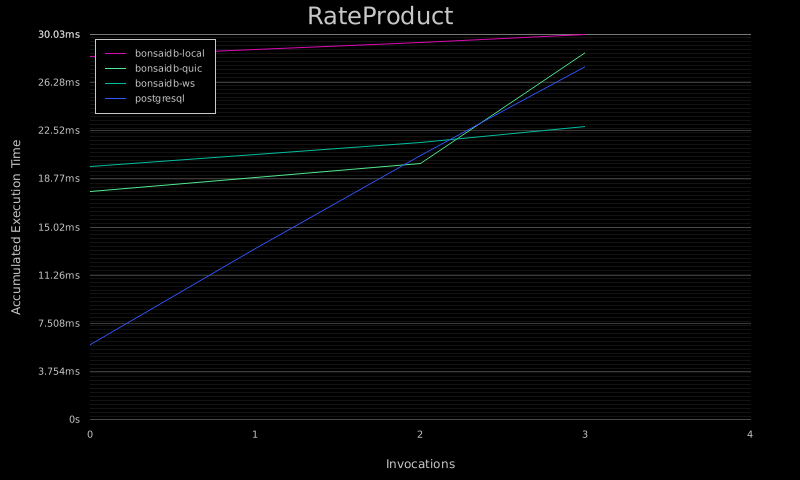 RateProduct
30.03ms
bonsaidb-local
bonsaidb-quic
bonsaidb-ws
postgresql
26.28ms
22.52ms
18.77ms
15.02ms
11.26ms
7.508ms
3.754ms
0s
Accumulated Execution Time
0 1 2 3 4
Invocations